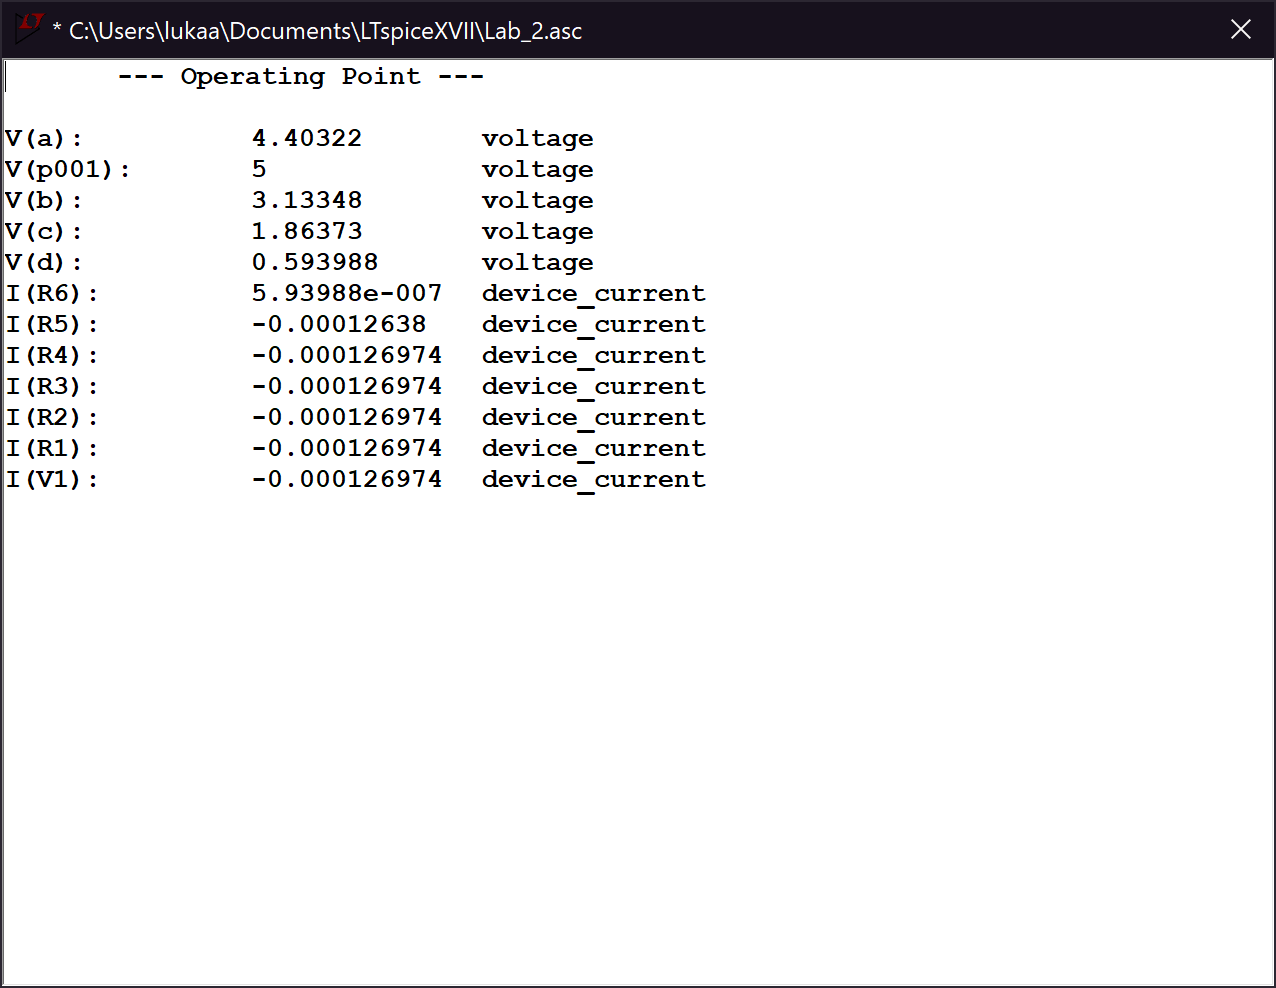 LT * C:\Users\lukaa\Documents\LTspiceXVII\Lab_2.asc
--- Operating Point ---
V(a): 4.40322 voltage
V(p001): 5 voltage
V(b): 3.13348 voltage
V(c): 1.86373 voltage
V(d): 0.593988 voltage
I(R6): 5.93988e-007 device_current
I(R5): -0.00012638 device_current
I(R4): -0.000126974 device_current
I(R3): -0.000126974 device_current
I(R2): -0.000126974 device_current
I(R1): -0.000126974 device_current
I(V1): -0.000126974 device_current